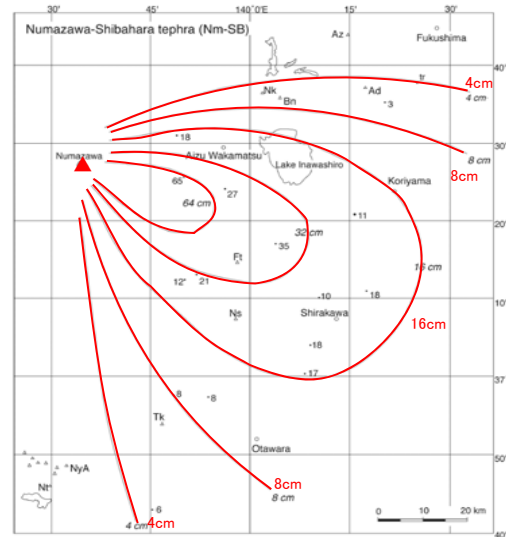 30' 45' 140°0'E 15' 30'
Numazawa-Shibahara tephra (Nm-SB)
Az
Fukushima
40'
tr
4cm
Nk
Ad
4 cm
Bn
3
30'
18
Numazawa
Aizu Wakamatsu
8 cm
Lake Inawashiro
8cm
65
Koriyama
27
64 cm
11
20'
32 cm
35
Ft
16 cm
12
21
18
10
10'
Ns
Shirakawa
16cm
18
17
37
8
8
Tk
Otawara
50'
NyA
8cm
Nt
8 cm
6
0 10 20 km
4 cm
4cm
40'